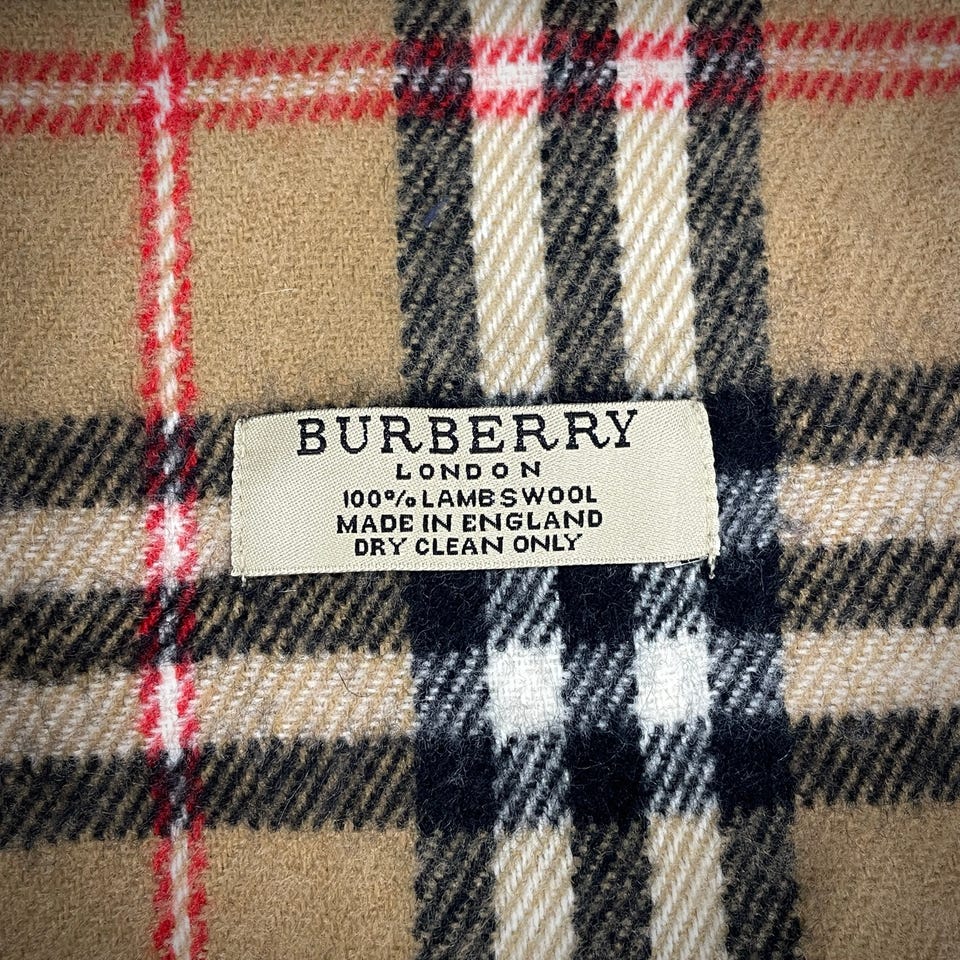 BURBERRY
LONDON
100% LAMBSWOOL
MADE IN ENGLAND
DRY CLEAN ONLY